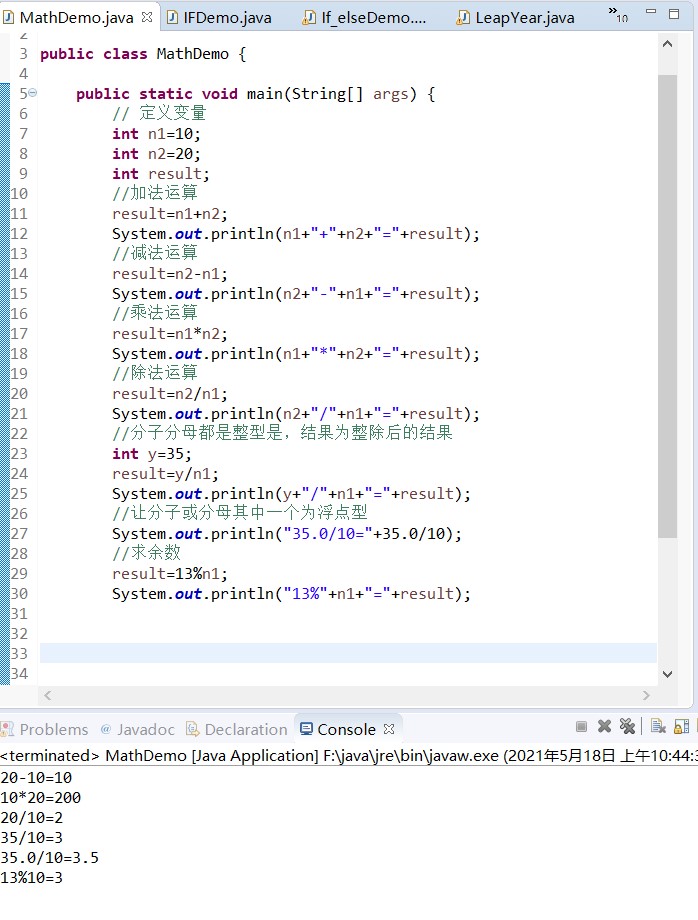 MathDemo.java IFDemo.java If_elseDemo.... LeapYear.java »10
2
3 public class MathDemo {
4
5 public static void main(String[] args) {
6 // 定义变量
7 int n1=10;
8 int n2=20;
9 int result;
10 //加法运算
11 result=n1+n2;
12 System.out.println(n1+"+"+n2+"="+result);
13 //减法运算
14 result=n2-n1;
15 System.out.println(n2+"-"+n1+"="+result);
16 //乘法运算
17 result=n1*n2;
18 System.out.println(n1+"*"+n2+"="+result);
19 //除法运算
20 result=n2/n1;
21 System.out.println(n2+"/"+n1+"="+result);
22 //分子分母都是整型是，结果为整除后的结果
23 int y=35;
24 result=y/n1;
25 System.out.println(y+"/"+n1+"="+result);
26 //让分子或分母其中一个为浮点型
27 System.out.println("35.0/10="+35.0/10);
28 //求余数
29 result=13%n1;
30 System.out.println("13%"+n1+"="+result);
31
32
33
34
Problems @ Javadoc Declaration Console
<terminated> MathDemo [Java Application] F:\java\jre\bin\javaw.exe (2021年5月18日 上午10:44:3
20-10=10
10*20=200
20/10=2
35/10=3
35.0/10=3.5
13%10=3